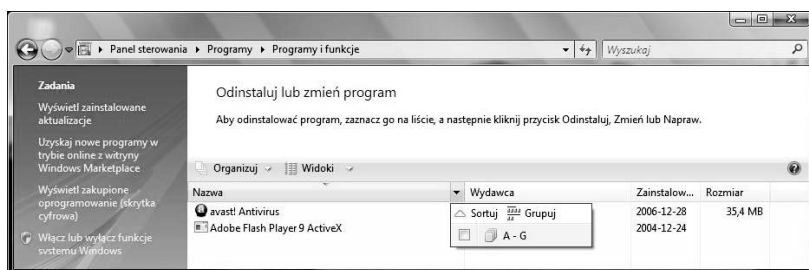 Panel sterowania ▸ Programy ▸ Programy i funkcje
Wyszukaj
Zadania
Wyświetl zainstalowane
aktualizacje
Uzyskaj nowe programy w
trybie online z witryny
Windows Marketplace
Wyświetl zakupione
oprogramowanie (skrytka
cyfrowa)
Włącz lub wyłącz funkcje
systemu Windows
Odinstaluj lub zmień program
Aby odinstalować program, zaznacz go na liście, a następnie kliknij przycisk Odinstaluj, Zmień lub Napraw.
Organizuj Widoki
Nazwa Wydawca Zainstalow... Rozmiar
avast! Antivirus 2006-12-28 35,4 MB
Adobe Flash Player 9 ActiveX 2004-12-24
Sortuj Grupuj
A - G